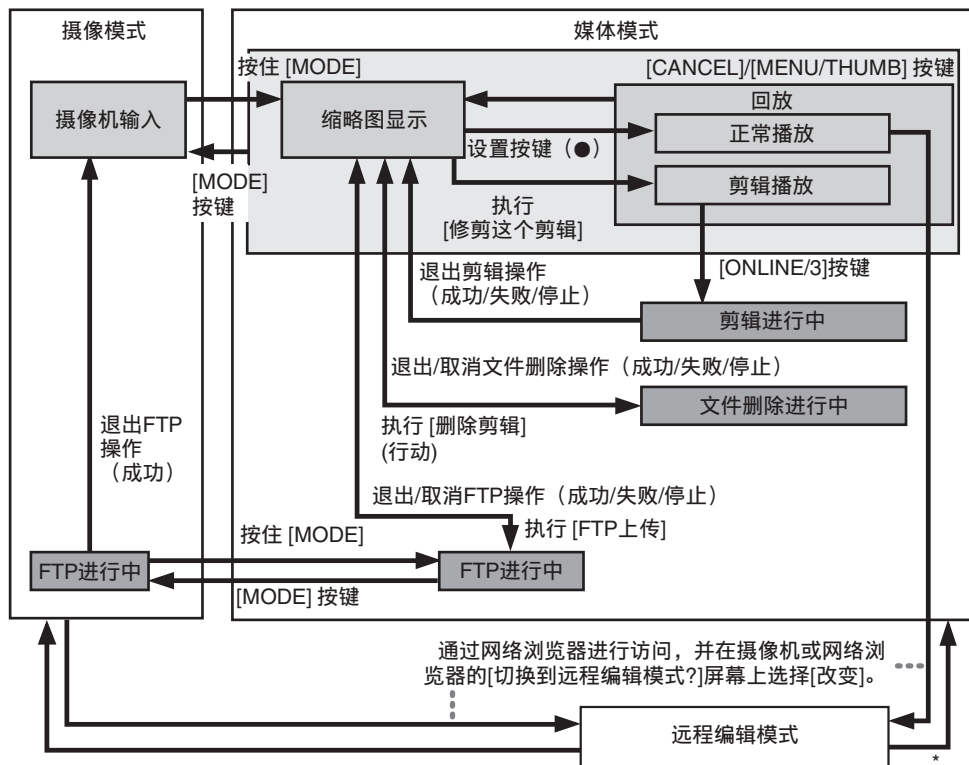 摄像模式
媒体模式
按住 [MODE]
[CANCEL]/[MENU/THUMB] 按键
摄像机输入
缩略图显示
回放
正常播放
设置按键（●）
剪辑播放
[MODE]
按键
执行
[修剪这个剪辑]
[ONLINE/3]按键
退出剪辑操作
（成功/失败/停止）
剪辑进行中
退出/取消文件删除操作（成功/失败/停止）
文件删除进行中
执行 [删除剪辑]
(行动)
退出FTP
操作
（成功）
退出/取消FTP操作（成功/失败/停止）
执行 [FTP上传]
按住 [MODE]
FTP进行中
FTP进行中
[MODE] 按键
通过网络浏览器进行访问，并在摄像机或网络浏
览器的[切换到远程编辑模式?]屏幕上选择[改变]。
远程编辑模式
*